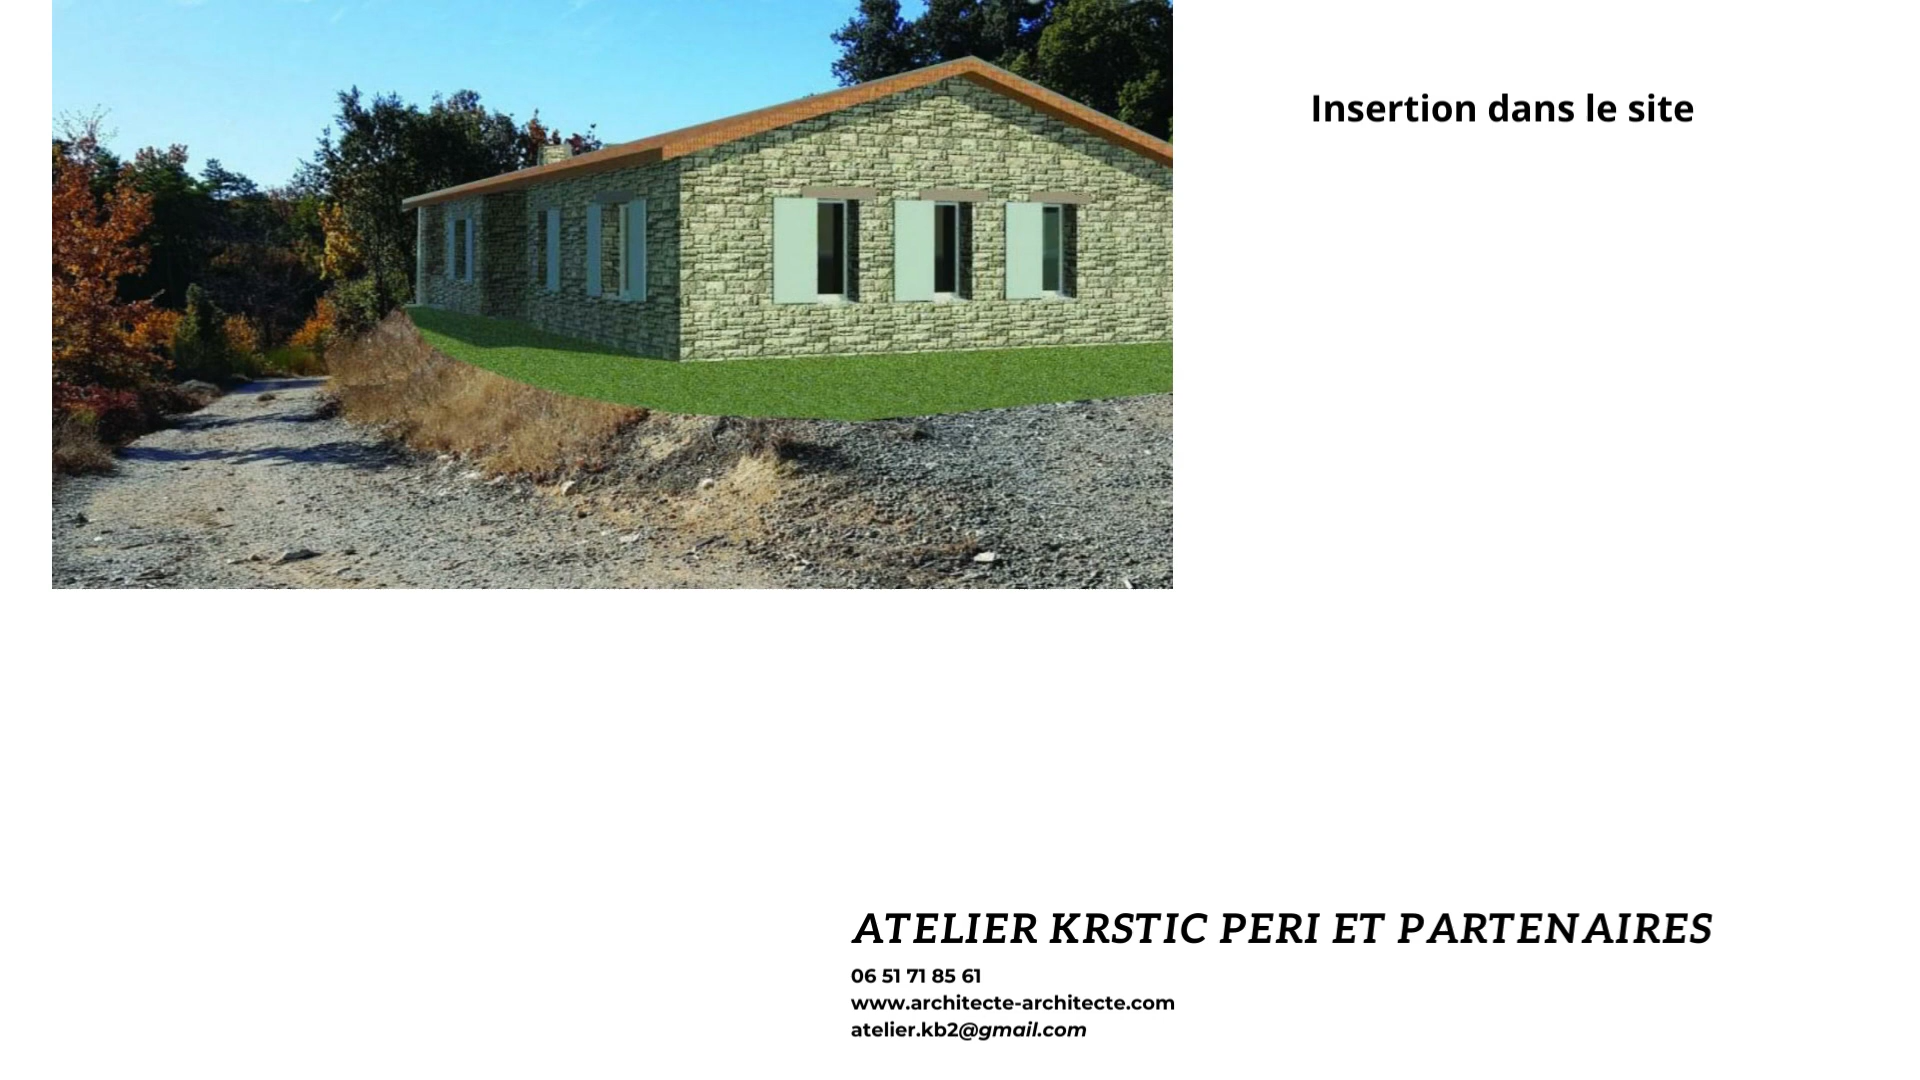 Insertion dans le site
ATELIER KRSTIC PERI ET PARTENAIRES
06 51 71 85 61
www.architecte-architecte.com
atelier.kb2@gmail.com